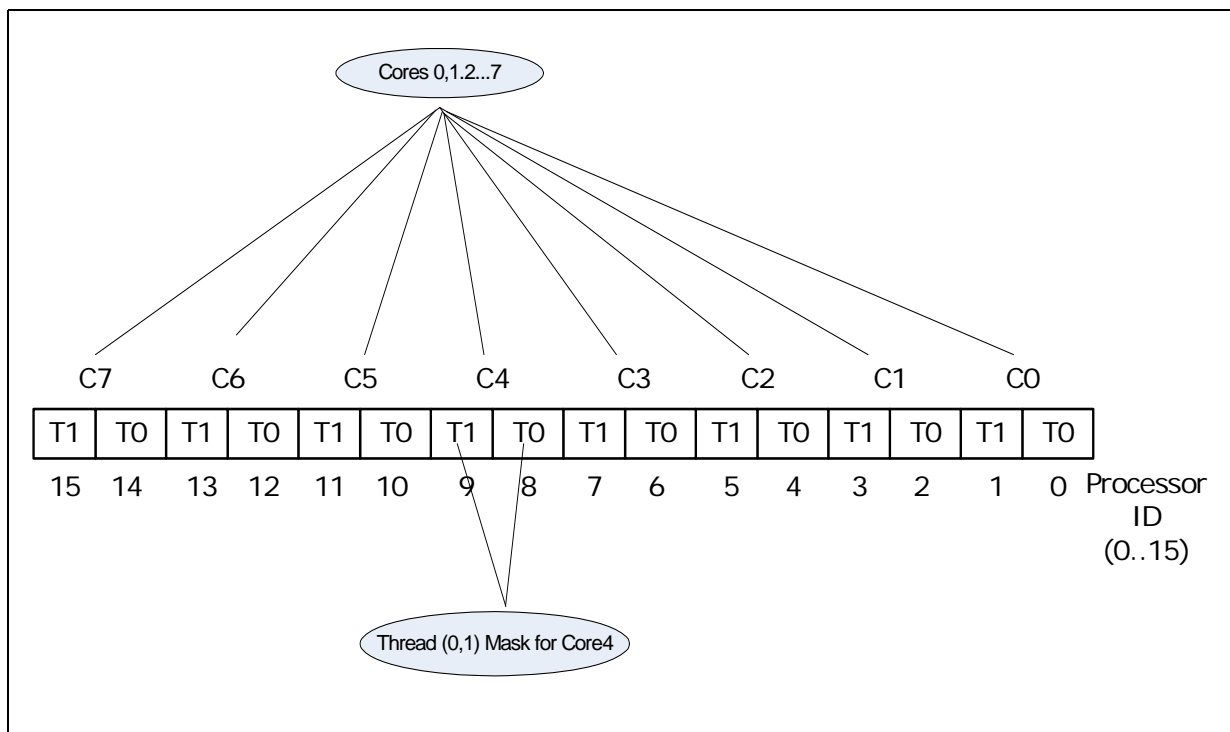 Cores 0,1.2...7
C7 C6 C5 C4 C3 C2 C1 C0
T1 T0 T1 T0 T1 T0 T1 T0 T1 T0 T1 T0 T1 T0 T1 T0
15 14 13 12 11 10 9 8 7 6 5 4 3 2 1 0 Processor
ID
(0..15)
Thread (0,1) Mask for Core4